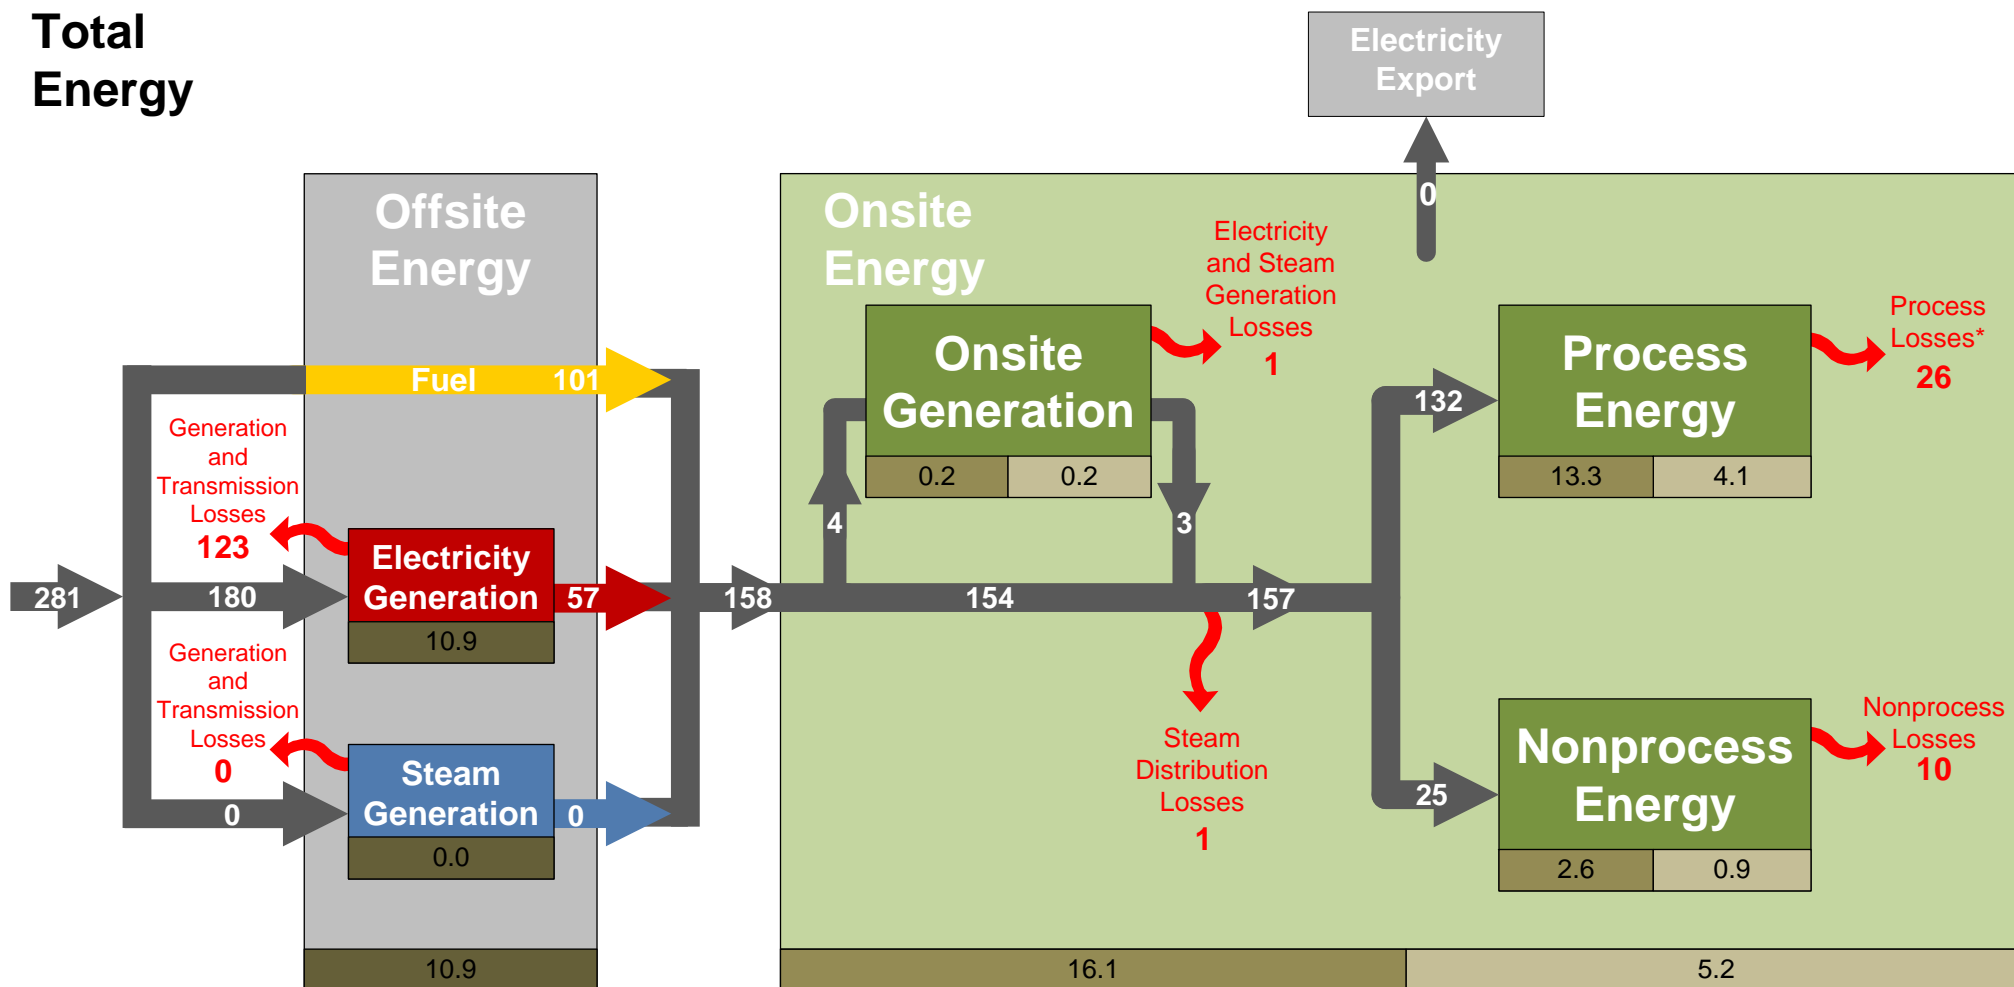 Total
Energy
Electricity
Export
0
Offsite
Energy
Fuel 101
Generation
and
Transmission
Losses
123
281
180
Electricity
Generation
57
10.9
Generation
and
Transmission
Losses
0
0
Steam
Generation
0
0.0
10.9
158
Onsite
Energy
Onsite
Generation
0.2 0.2
4
3
Electricity
and Steam
Generation
Losses
1
154
157
Steam
Distribution
Losses
1
132
Process
Energy
13.3 4.1
Process
Losses*
26
25
Nonprocess
Energy
2.6 0.9
Nonprocess
Losses
10
16.1 5.2